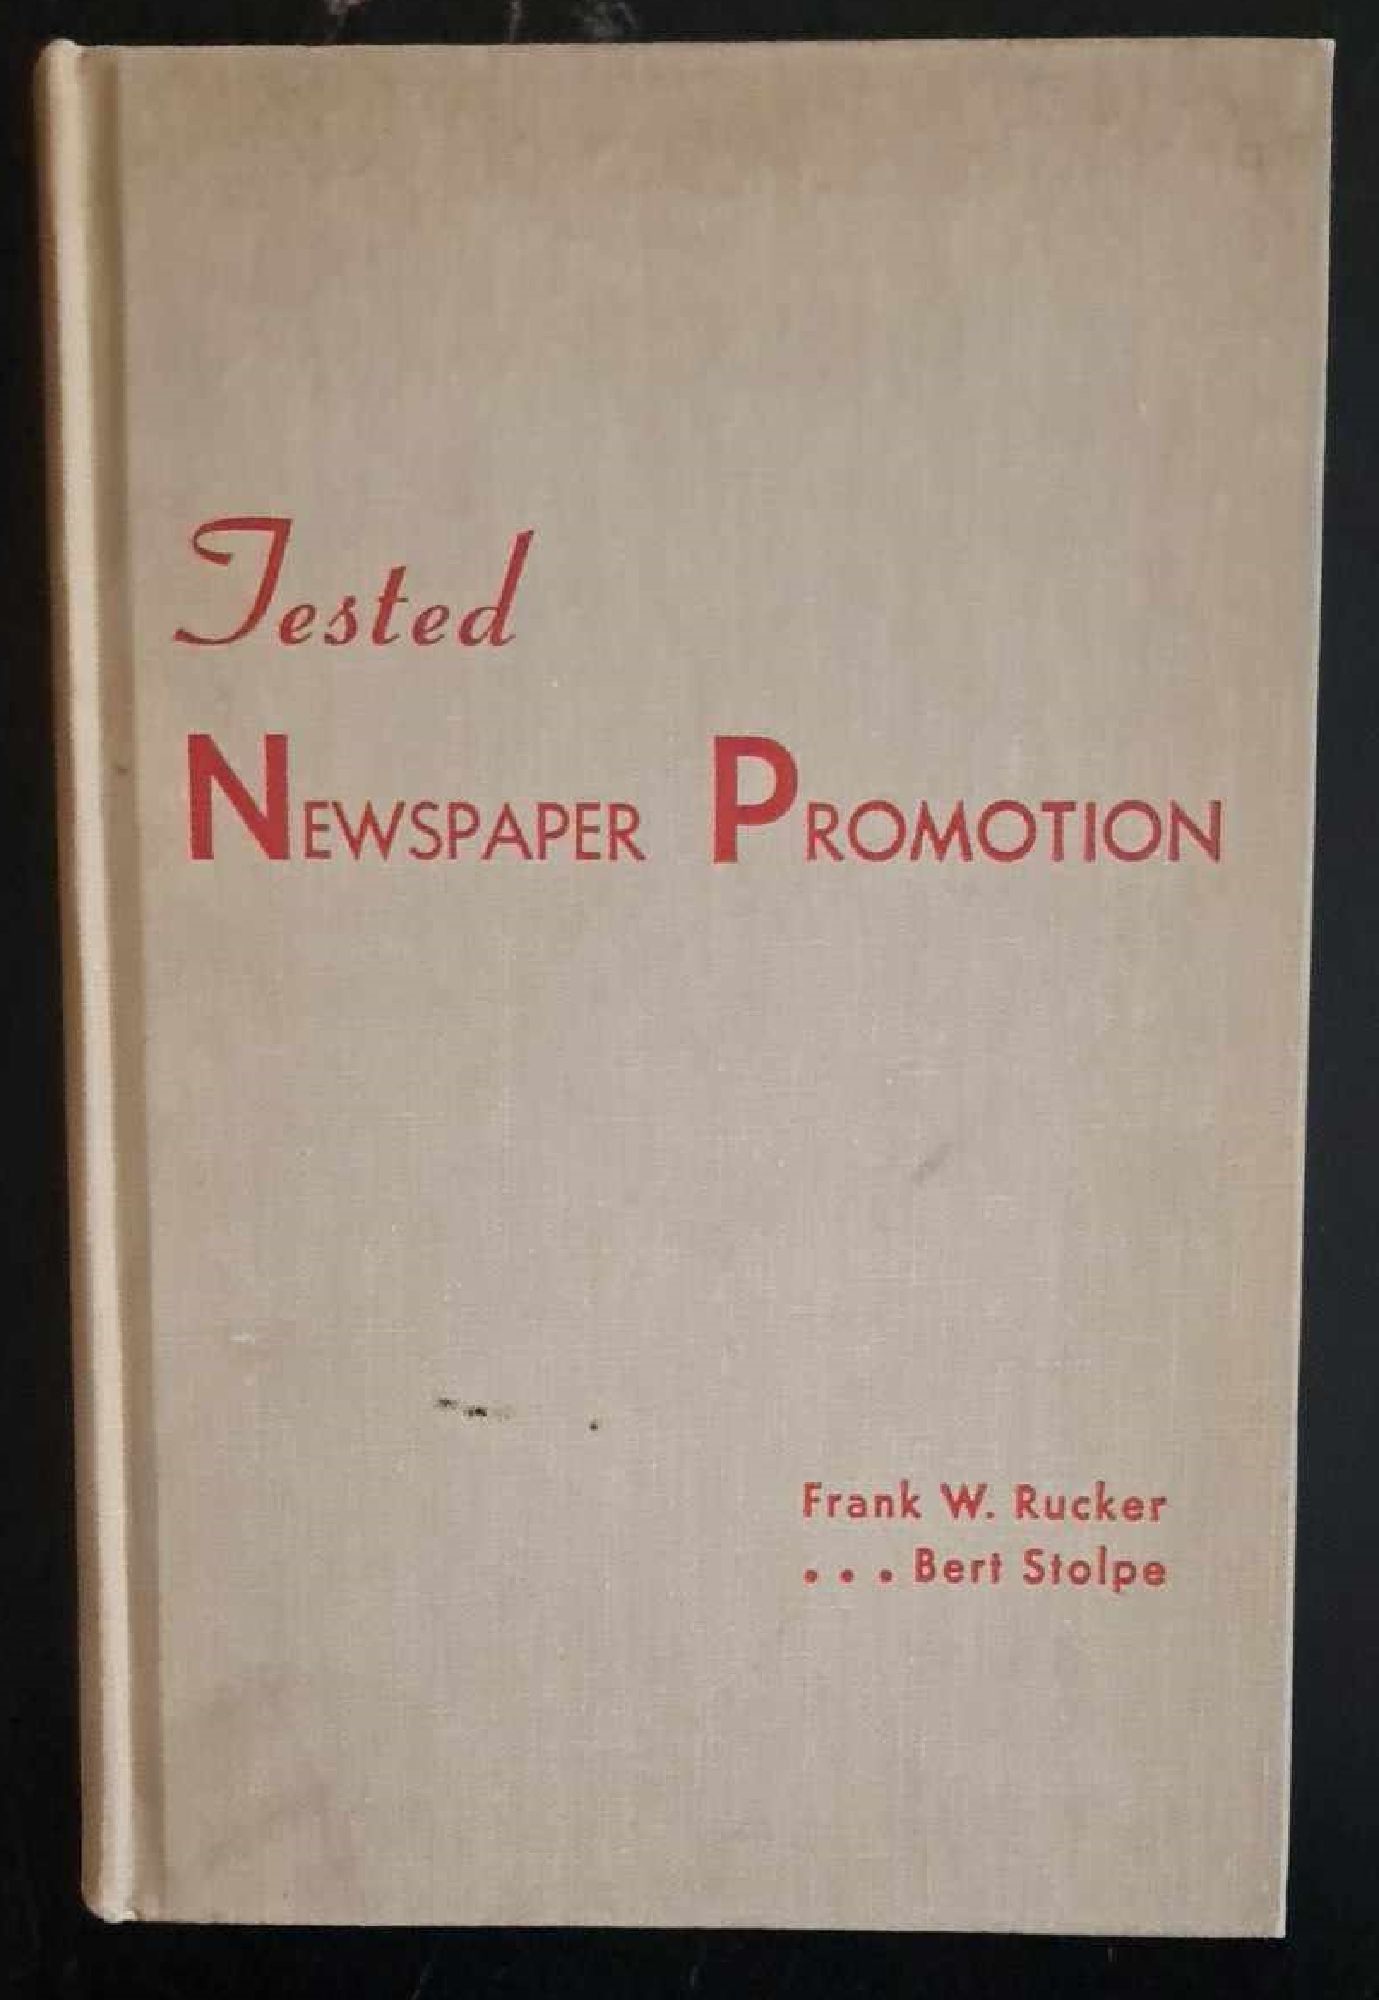 Tested
NEWSPAPER PROMOTION
Frank W. Rucker
...Bert Stolpe